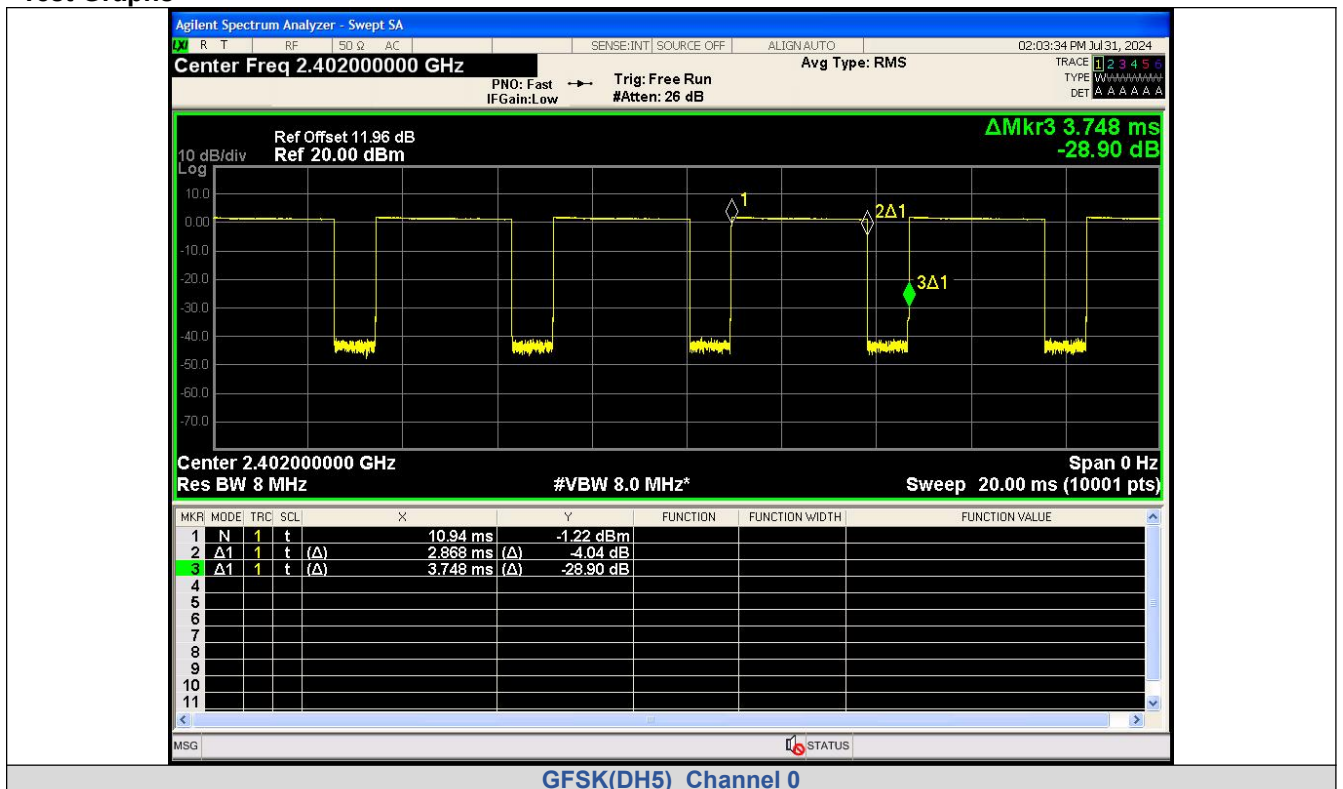 Agilent Spectrum Analyzer - Swept SA
LXI R T RF 50 Ω AC SENSE:INT SOURCE OFF ALIGN AUTO 02:03:34 PM Jul 31, 2024
Center Freq 2.402000000 GHz Avg Type: RMS TRACE 1 2 3 4 5 6
PNO: Fast Trig: Free Run TYPE
IFGain:Low #Atten: 26 dB DET A A A A A A
ΔMkr3 3.748 ms
Ref Offset 11.96 dB
10 dB/div Ref 20.00 dBm -28.90 dB
Log
10.0
1
2Δ1
0.00
-10.0
-20.0
3Δ1
-30.0
-40.0
-50.0
-60.0
-70.0
Center 2.402000000 GHz Span 0 Hz
Res BW 8 MHz #VBW 8.0 MHz* Sweep 20.00 ms (10001 pts)
MKR MODE TRC SCL X Y FUNCTION FUNCTION WIDTH FUNCTION VALUE
1 N 1 t 10.94 ms -1.22 dBm
2 Δ1 1 t (Δ) 2.868 ms (Δ) -4.04 dB
3 Δ1 1 t (Δ) 3.748 ms (Δ) -28.90 dB
4
5
6
7
8
9
10
11
MSG STATUS
GFSK(DH5) Channel 0